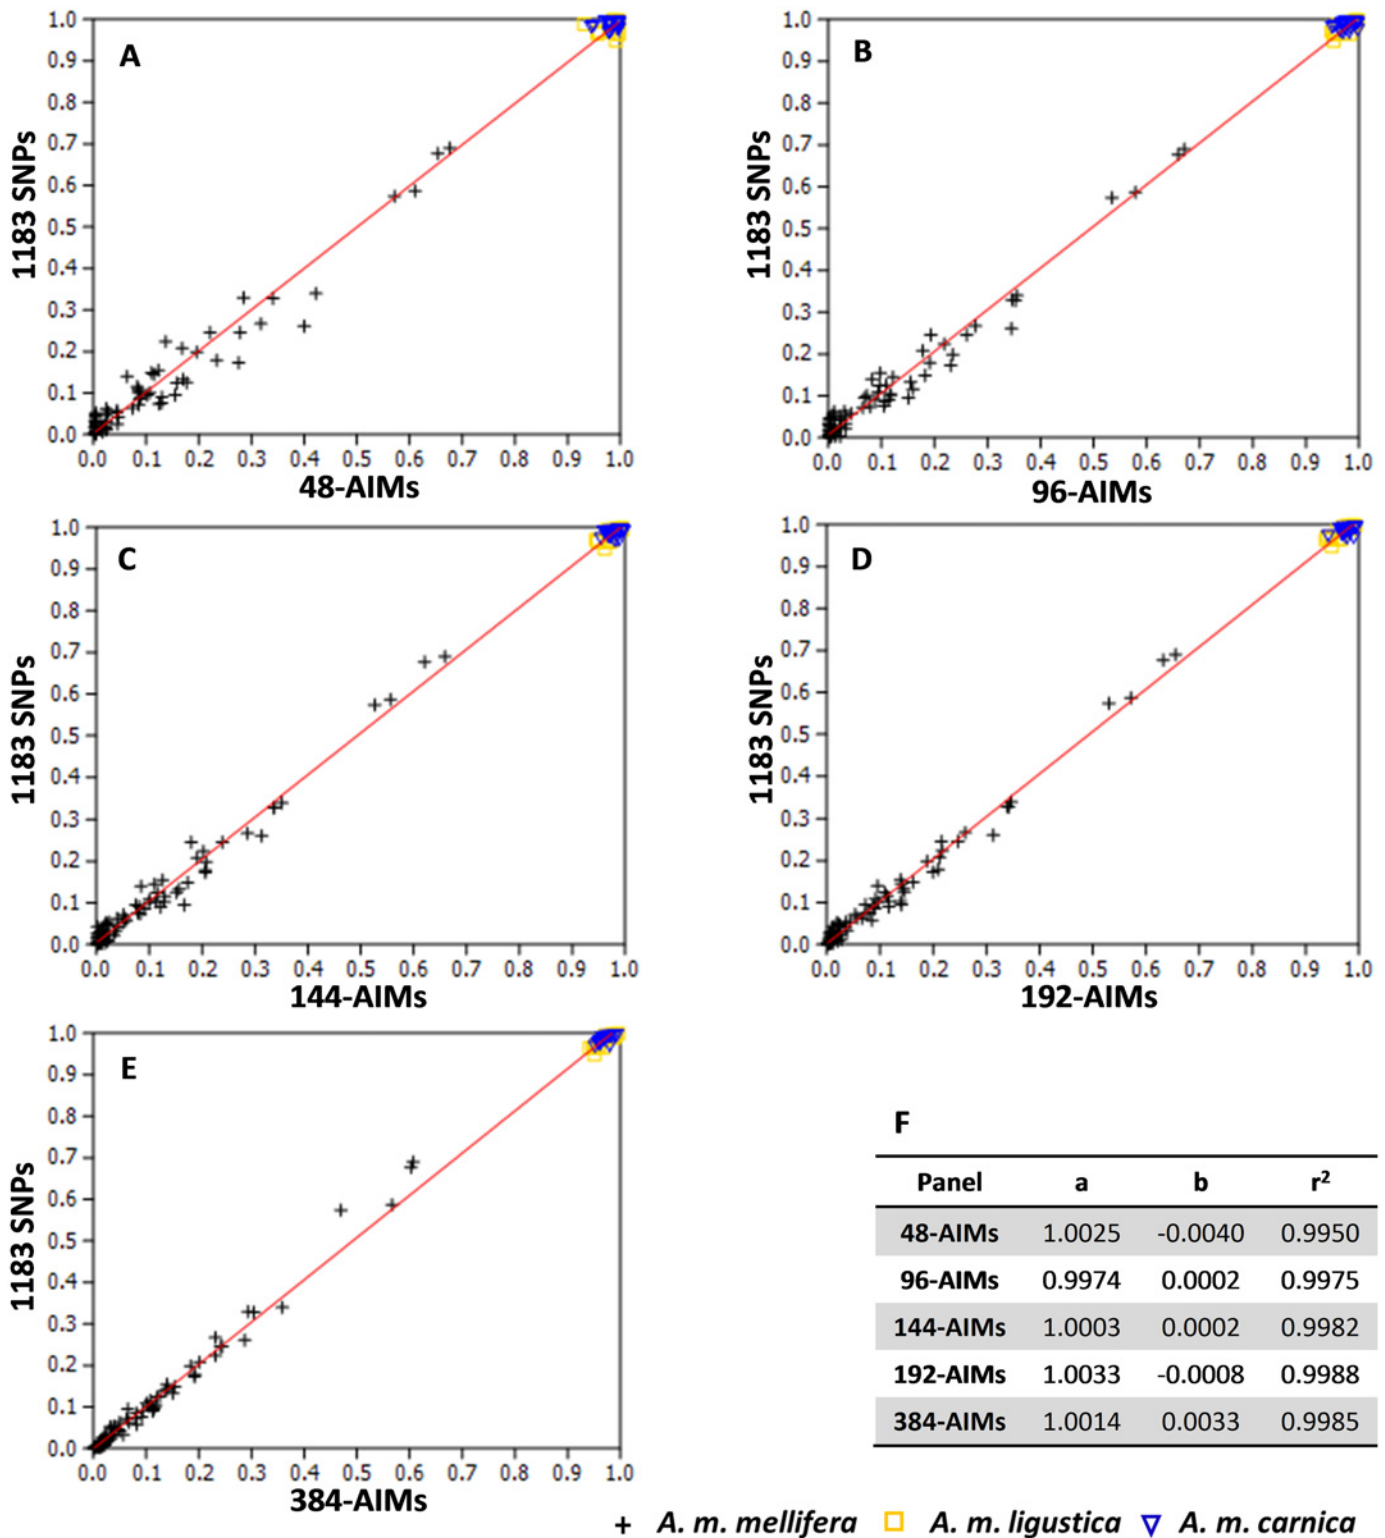 A
1183 SNPs
1.0
0.9
0.8
0.7
0.6
0.5
0.4
0.3
0.2
0.1
0.0
0.0 0.1 0.2 0.3 0.4 0.5 0.6 0.7 0.8 0.9 1.0
48-AIMs
B
1183 SNPs
1.0
0.9
0.8
0.7
0.6
0.5
0.4
0.3
0.2
0.1
0.0
0.0 0.1 0.2 0.3 0.4 0.5 0.6 0.7 0.8 0.9 1.0
96-AIMs
C
1183 SNPs
1.0
0.9
0.8
0.7
0.6
0.5
0.4
0.3
0.2
0.1
0.0
0.0 0.1 0.2 0.3 0.4 0.5 0.6 0.7 0.8 0.9 1.0
144-AIMs
D
1183 SNPs
1.0
0.9
0.8
0.7
0.6
0.5
0.4
0.3
0.2
0.1
0.0
0.0 0.1 0.2 0.3 0.4 0.5 0.6 0.7 0.8 0.9 1.0
192-AIMs
E
1183 SNPs
1.0
0.9
0.8
0.7
0.6
0.5
0.4
0.3
0.2
0.1
0.0
0.0 0.1 0.2 0.3 0.4 0.5 0.6 0.7 0.8 0.9 1.0
384-AIMs
F
Panel a b r²
48-AIMs 1.0025 -0.0040 0.9950
96-AIMs 0.9974 0.0002 0.9975
144-AIMs 1.0003 0.0002 0.9982
192-AIMs 1.0033 -0.0008 0.9988
384-AIMs 1.0014 0.0033 0.9985
A. m. mellifera A. m. ligustica A. m. carnica